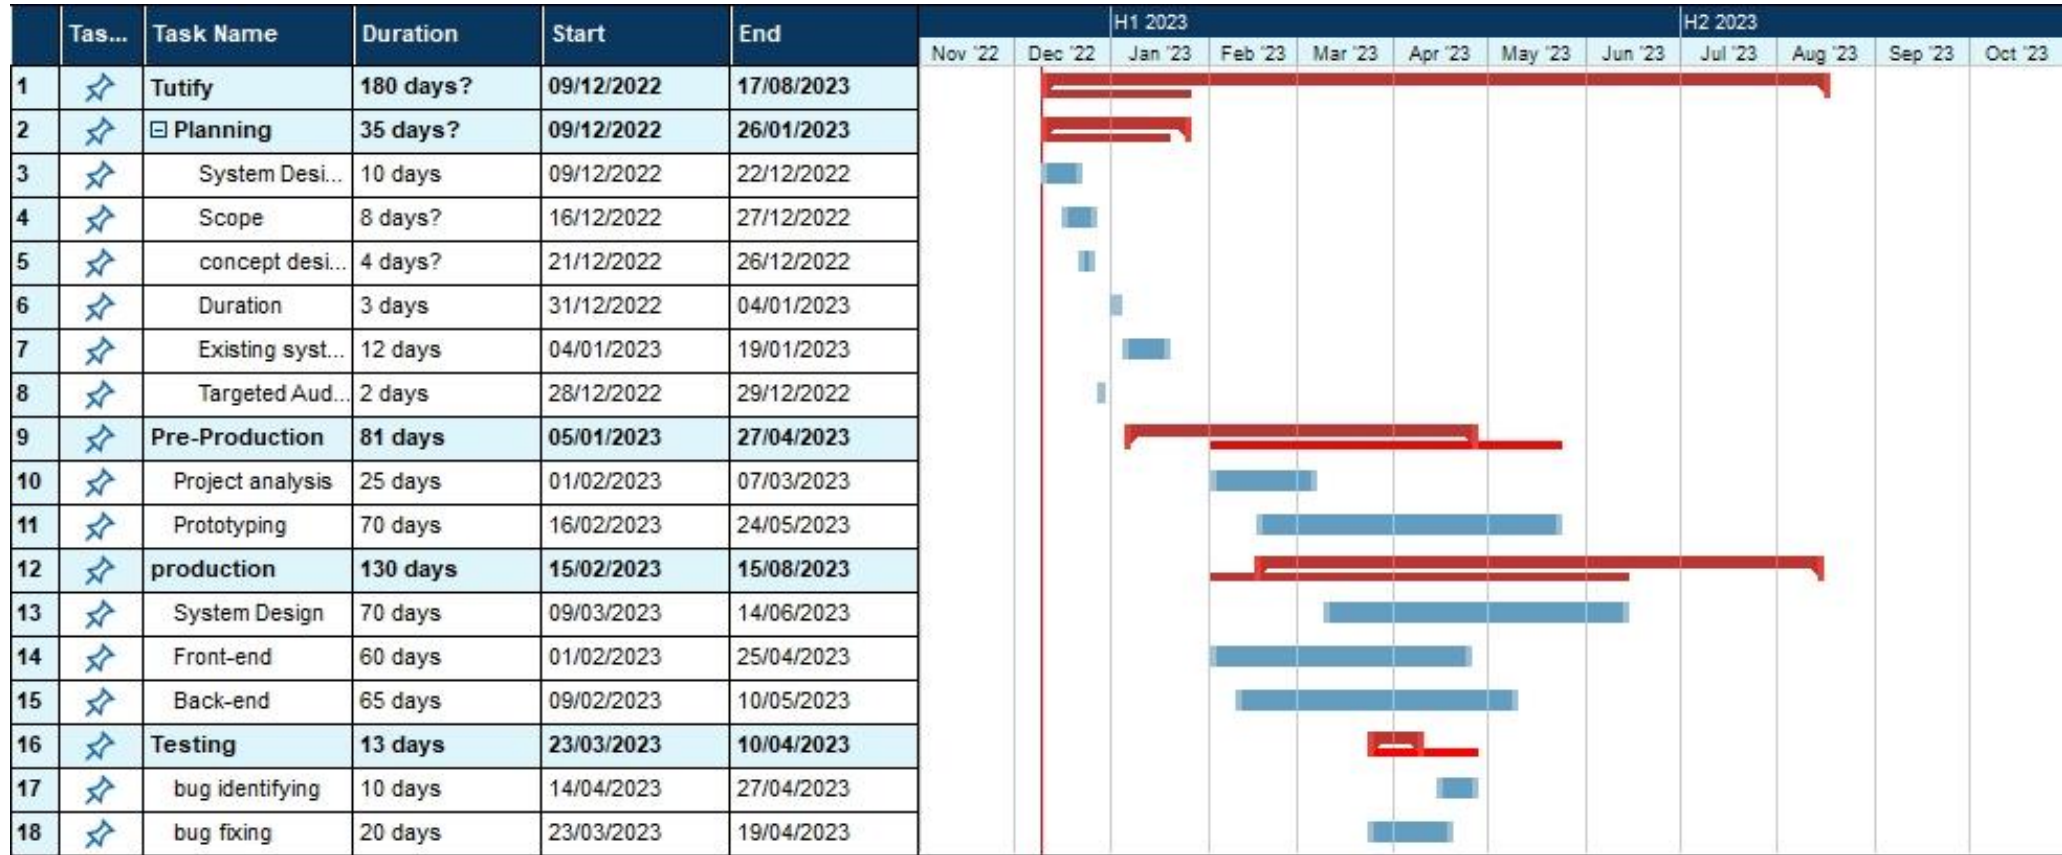 Tas... Task Name Duration Start End H1 2023 H2 2023
Nov '22 Dec '22 Jan '23 Feb '23 Mar '23 Apr '23 May '23 Jun '23 Jul '23 Aug '23 Sep '23 Oct '23
1 Tutify 180 days? 09/12/2022 17/08/2023
2 Planning 35 days? 09/12/2022 26/01/2023
3 System Desi... 10 days 09/12/2022 22/12/2022
4 Scope 8 days? 16/12/2022 27/12/2022
5 concept desi... 4 days? 21/12/2022 26/12/2022
6 Duration 3 days 31/12/2022 04/01/2023
7 Existing syst... 12 days 04/01/2023 19/01/2023
8 Targeted Aud... 2 days 28/12/2022 29/12/2022
9 Pre-Production 81 days 05/01/2023 27/04/2023
10 Project analysis 25 days 01/02/2023 07/03/2023
11 Prototyping 70 days 16/02/2023 24/05/2023
12 production 130 days 15/02/2023 15/08/2023
13 System Design 70 days 09/03/2023 14/06/2023
14 Front-end 60 days 01/02/2023 25/04/2023
15 Back-end 65 days 09/02/2023 10/05/2023
16 Testing 13 days 23/03/2023 10/04/2023
17 bug identifying 10 days 14/04/2023 27/04/2023
18 bug fixing 20 days 23/03/2023 19/04/2023